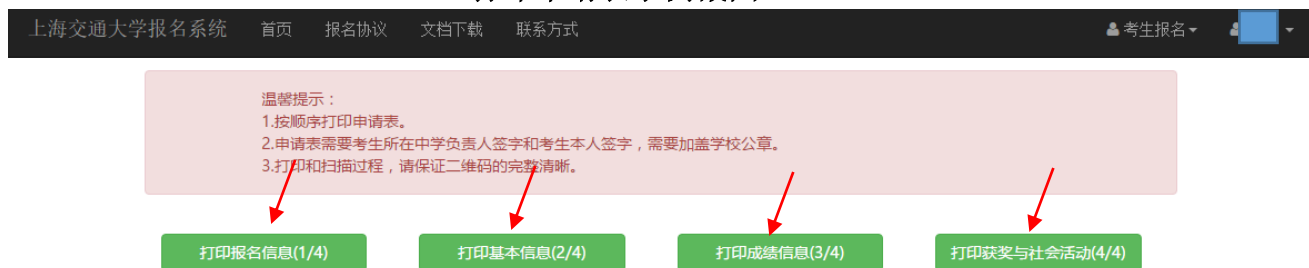 上海交通大学报名系统 首页 报名协议 文档下载 联系方式 考生报名
温馨提示：
1.按顺序打印申请表。
2.申请表需要考生所在中学负责人签字和考生本人签字，需要加盖学校公章。
3.打印和扫描过程，请保证二维码的完整清晰。
打印报名信息(1/4) 打印基本信息(2/4) 打印成绩信息(3/4) 打印获奖与社会活动(4/4)